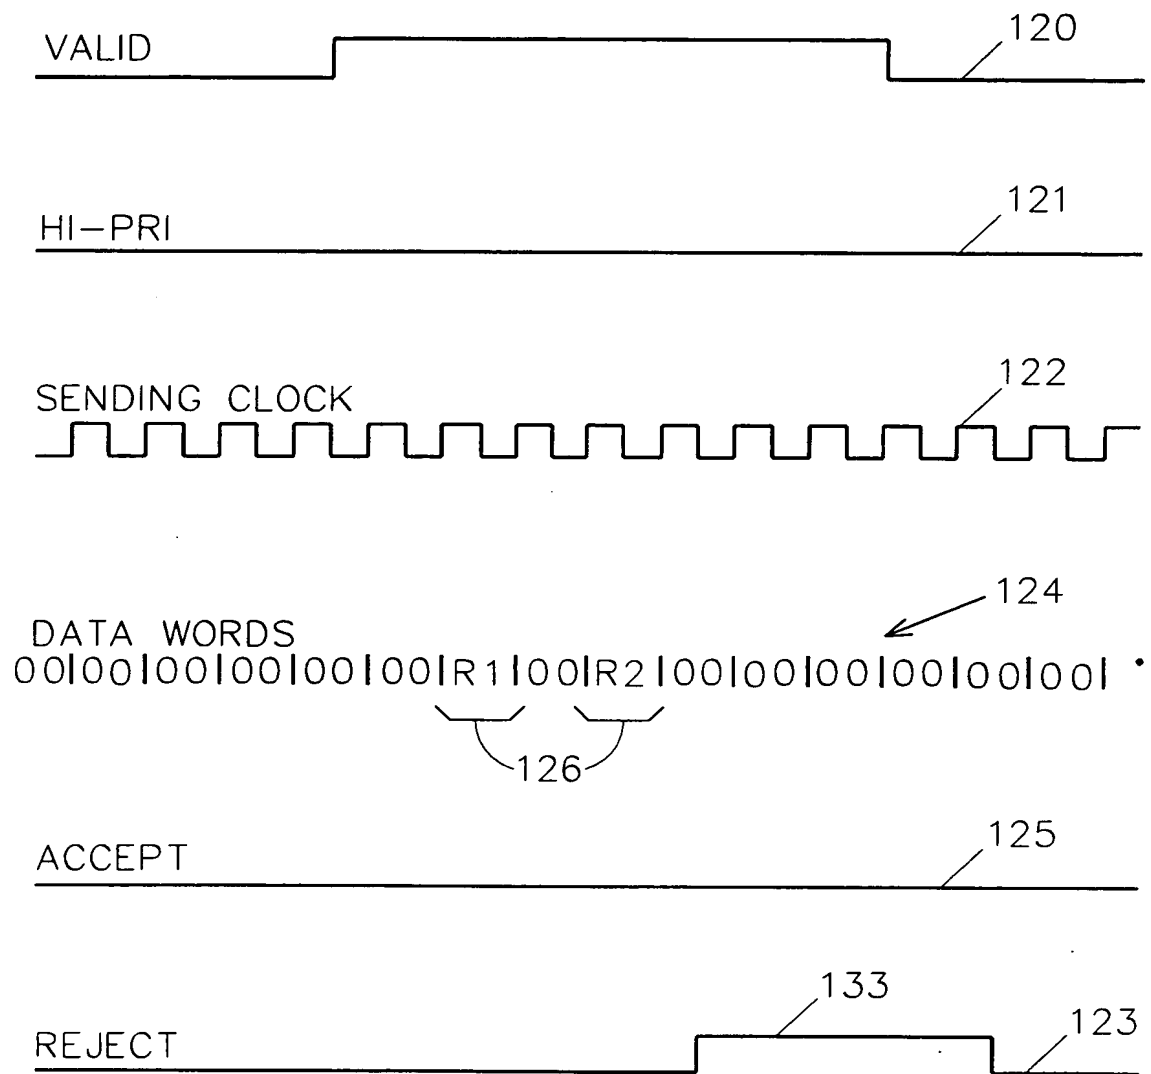 VALID
120
HI-PRI
121
SENDING CLOCK
122
124
DATA WORDS
00|00|00|00|00|00|R1|00|R2|00|00|00|00|00|00|
126
ACCEPT
125
133
REJECT
123